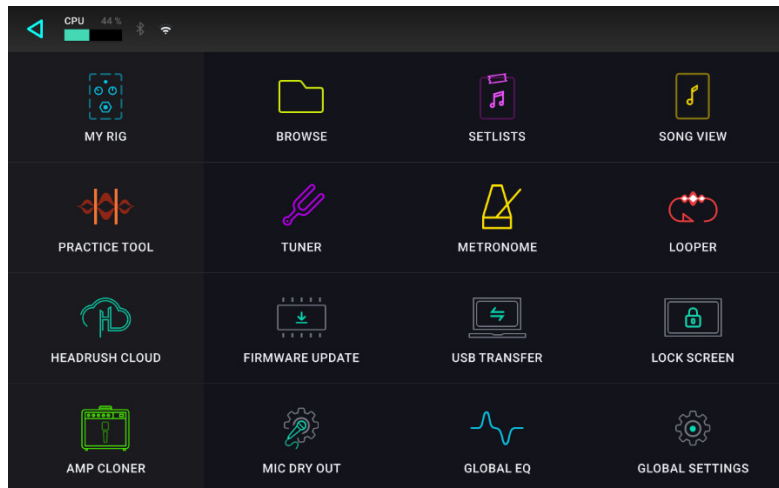 CPU 44 %
MY RIG BROWSE SETLISTS SONG VIEW
PRACTICE TOOL TUNER METRONOME LOOPER
HEADRUSH CLOUD FIRMWARE UPDATE USB TRANSFER LOCK SCREEN
AMP CLONER MIC DRY OUT GLOBAL EQ GLOBAL SETTINGS